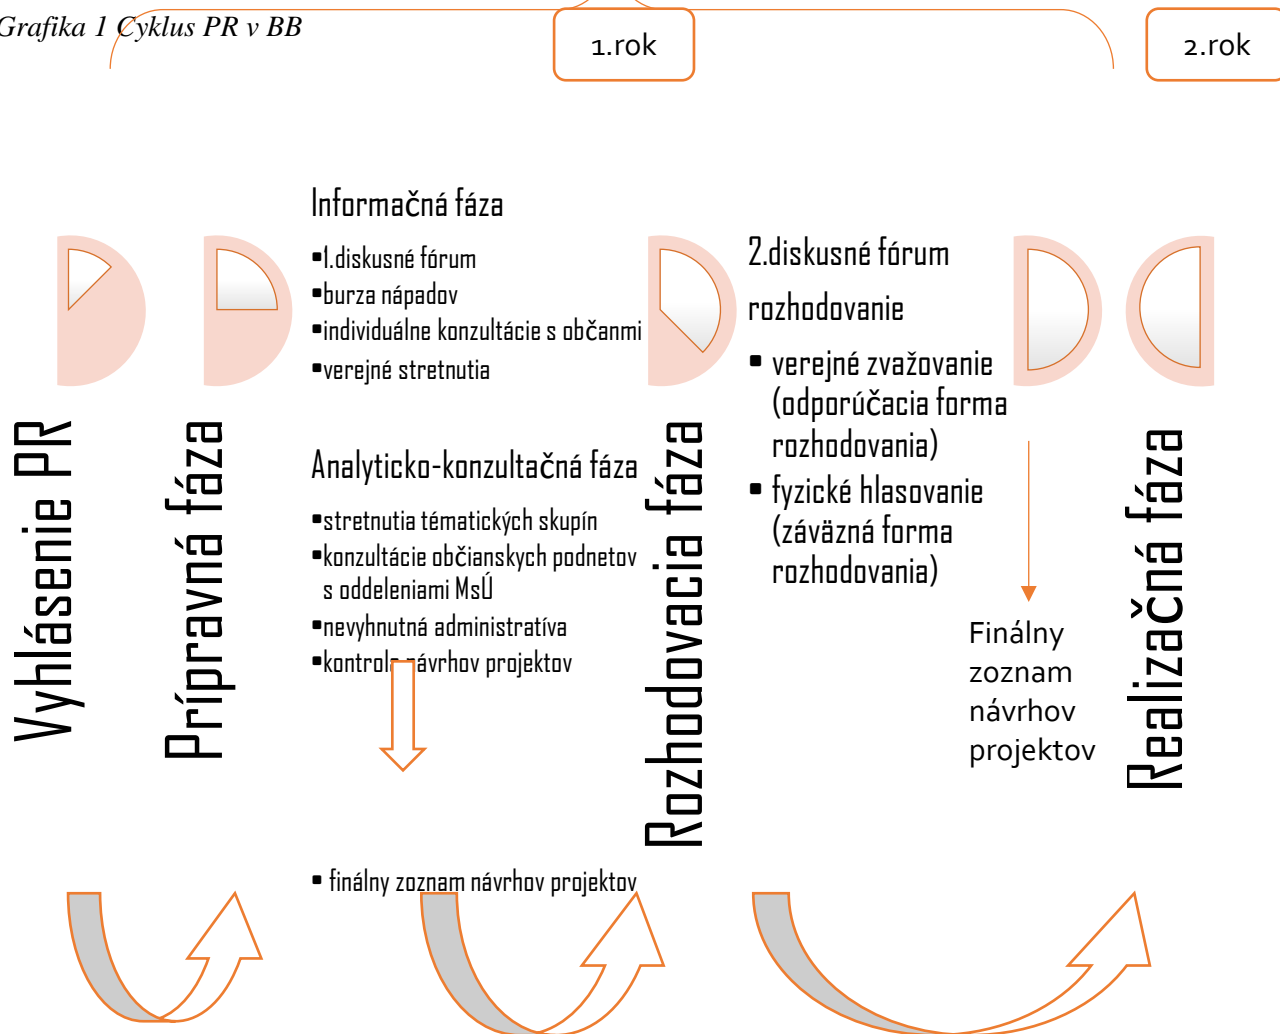 Grafika 1 Cyklus PR v BB
1.rok
2.rok
Vyhlásenie PR
Prípravná fáza
Informačná fáza
▪1.diskusné fórum
▪burza nápadov
▪individuálne konzultácie s občanmi
▪verejné stretnutia
Analyticko-konzultačná fáza
▪stretnutia tématických skupín
▪konzultácie občianskych podnetov
s oddeleniami MsÚ
▪nevyhnutná administratíva
▪kontrola návrhov projektov
▪ finálny zoznam návrhov projektov
Rozhodovacia fáza
2.diskusné fórum
rozhodovanie
▪ verejné zvažovanie
(odporúčacia forma
rozhodovania)
▪ fyzické hlasovanie
(záväzná forma
rozhodovania)
Finálny
zoznam
návrhov
projektov
Realizačná fáza